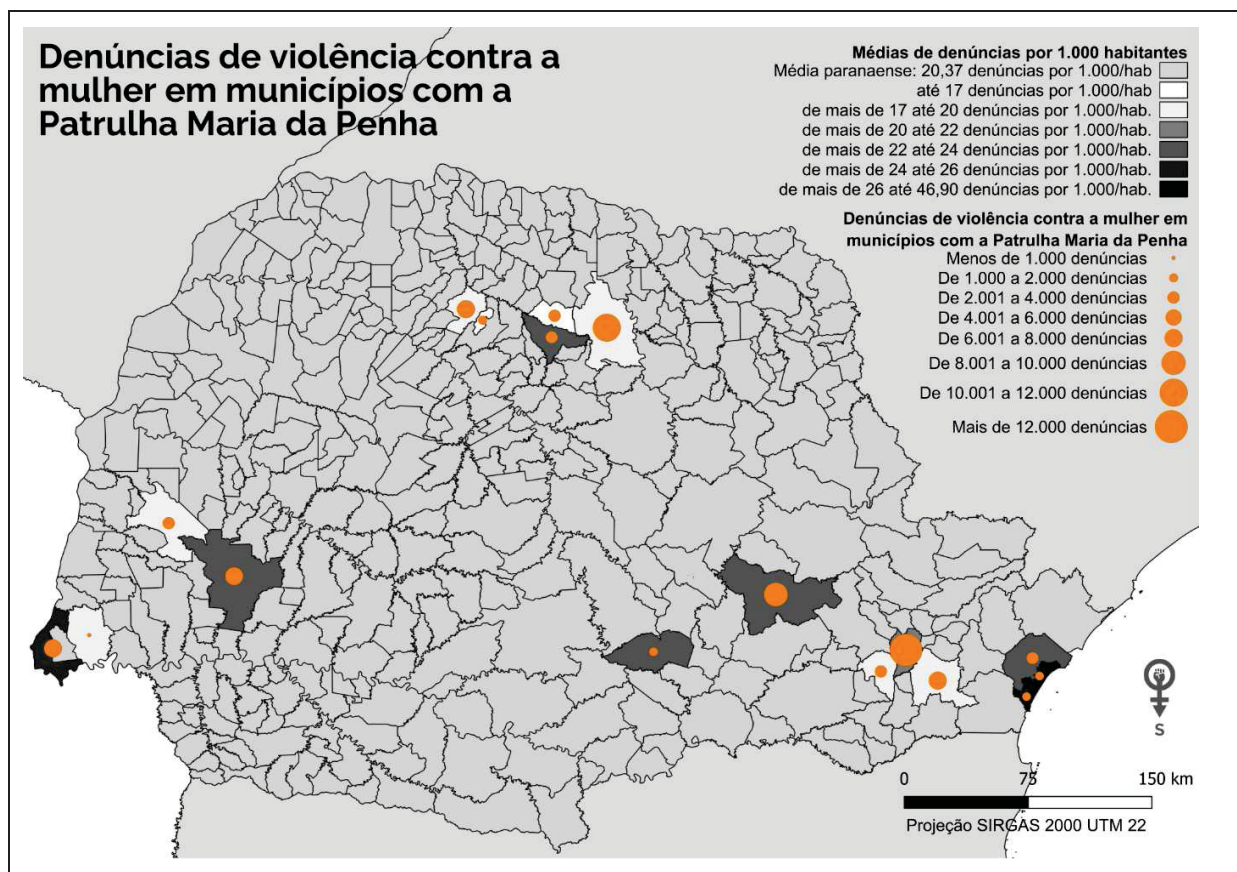 Denúncias de violência contra a
mulher em municípios com a
Patrulha Maria da Penha
Médias de denúncias por 1.000 habitantes
Média paranaense: 20,37 denúncias por 1.000/hab
até 17 denúncias por 1.000/hab
de mais de 17 até 20 denúncias por 1.000/hab.
de mais de 20 até 22 denúncias por 1.000/hab.
de mais de 22 até 24 denúncias por 1.000/hab.
de mais de 24 até 26 denúncias por 1.000/hab.
de mais de 26 até 46,90 denúncias por 1.000/hab.
Denúncias de violência contra a mulher em
municípios com a Patrulha Maria da Penha
Menos de 1.000 denúncias
De 1.000 a 2.000 denúncias
De 2.001 a 4.000 denúncias
De 4.001 a 6.000 denúncias
De 6.001 a 8.000 denúncias
De 8.001 a 10.000 denúncias
De 10.001 a 12.000 denúncias
Mais de 12.000 denúncias
S
0 75 150 km
Projeção SIRGAS 2000 UTM 22